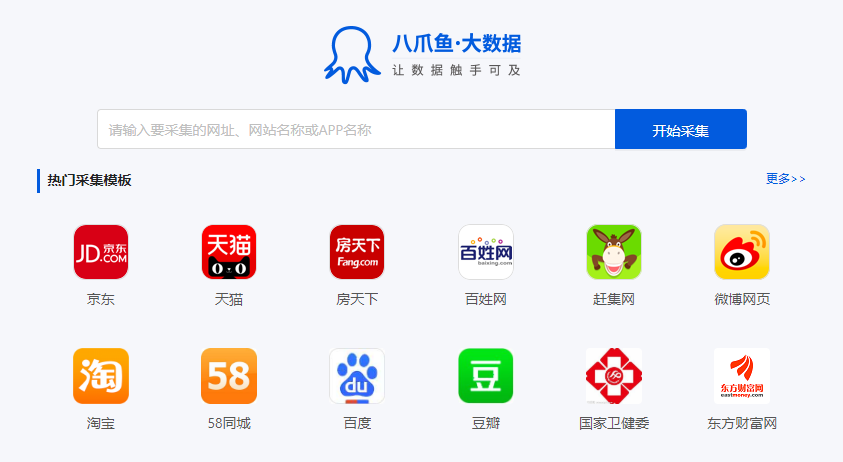 八爪鱼·大数据
让数据触手可及
请输入要采集的网址、网站名称或APP名称
开始采集
热门采集模板
更多>>
JD 京东
.COM
天猫
房天下
Fang.com
百姓网
baixing.com
京东
天猫
房天下
百姓网
赶集网
微博网页
淘
58
du
豆
东方财富网
eastmoney.com
淘宝
58同城
百度
豆瓣
国家卫健委
东方财富网